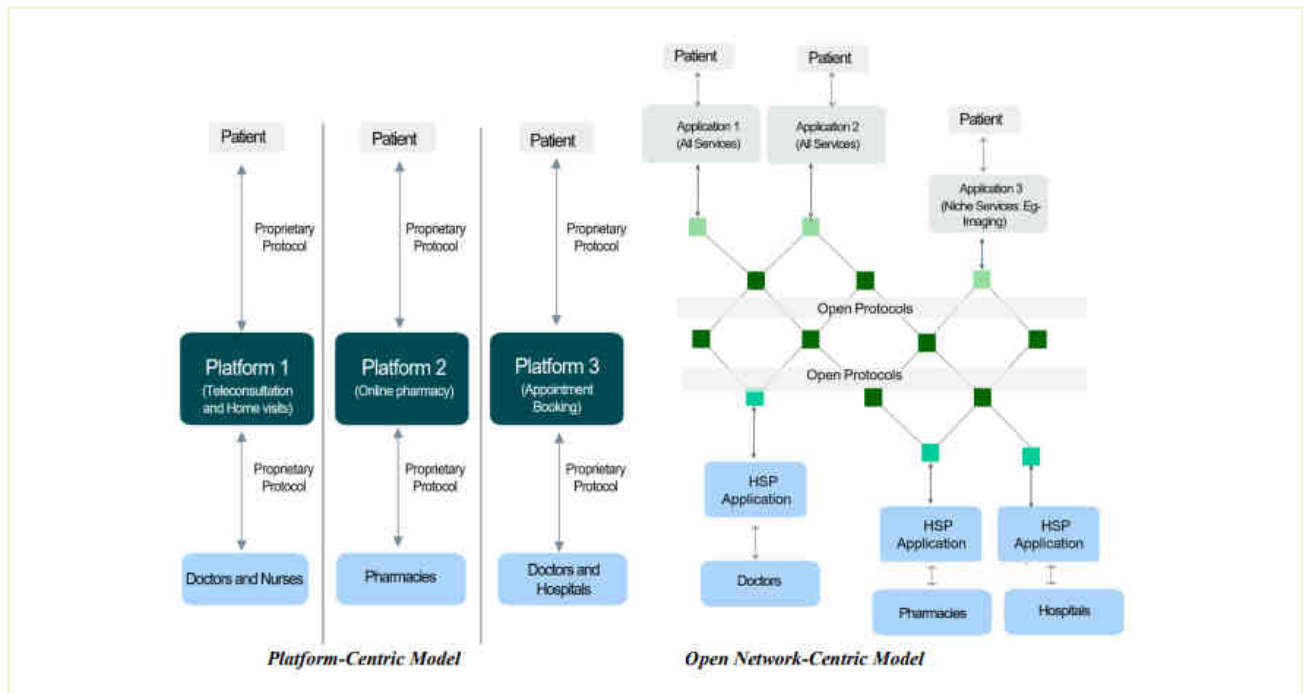 Patient
Proprietary
Protocol
Platform 1
(Teleconsultation
and Home visits)
Proprietary
Protocol
Doctors and Nurses
Patient
Proprietary
Protocol
Platform 2
(Online pharmacy)
Proprietary
Protocol
Pharmacies
Patient
Proprietary
Protocol
Platform 3
(Appointment
Booking)
Proprietary
Protocol
Doctors and
Hospitals
Platform-Centric Model
Patient
Application 1
(All Services)
Patient
Application 2
(All Services)
Patient
Application 3
(Niche Services: Eg-
Imaging)
Open Protocols
Open Protocols
HSP
Application
Doctors
HSP
Application
Pharmacies
HSP
Application
Hospitals
Open Network-Centric Model